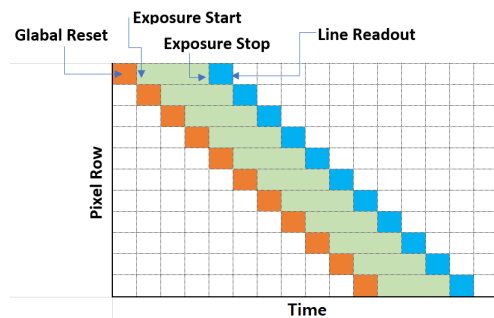 Exposure Start
Glabal Reset
Exposure Stop
Line Readout
Pixel Row
Time